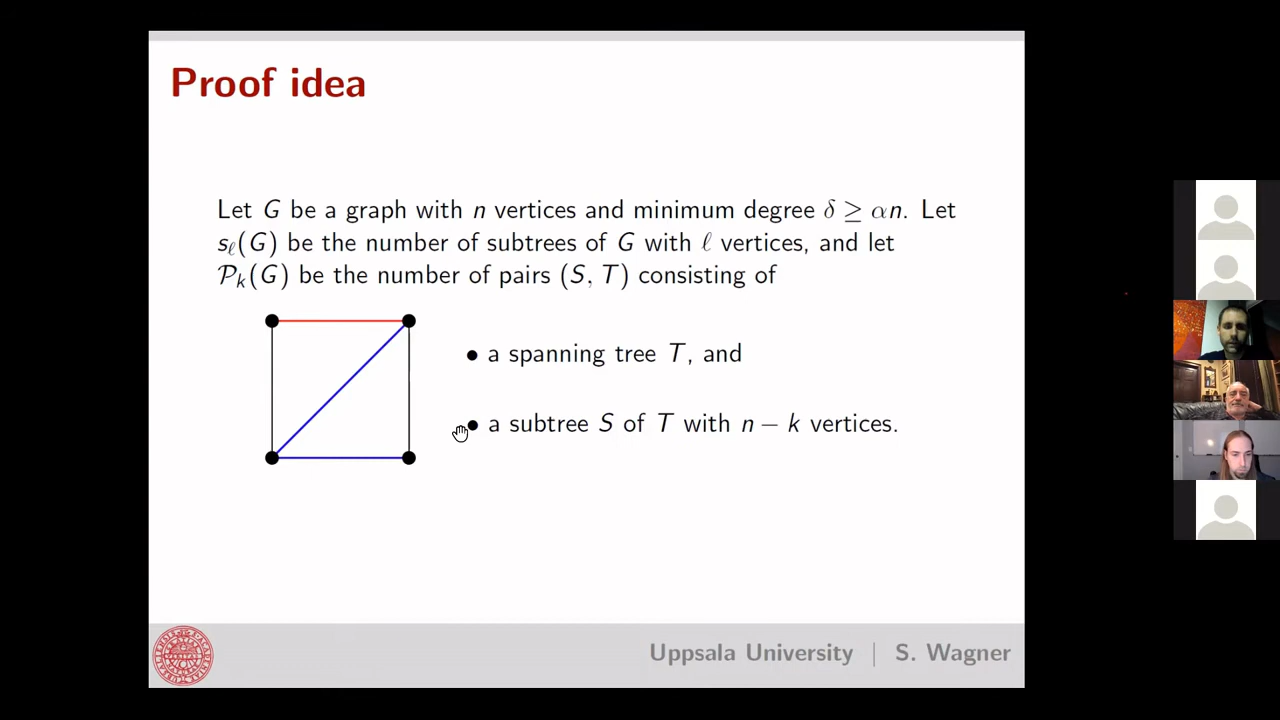 Proof idea
Let G be a graph with n vertices and minimum degree δ ≥ αn. Let
sℓ(G) be the number of subtrees of G with ℓ vertices, and let
𝒫ₖ(G) be the number of pairs (S, T) consisting of
• a spanning tree T, and
• a subtree S of T with n − k vertices.
Uppsala University | S. Wagner